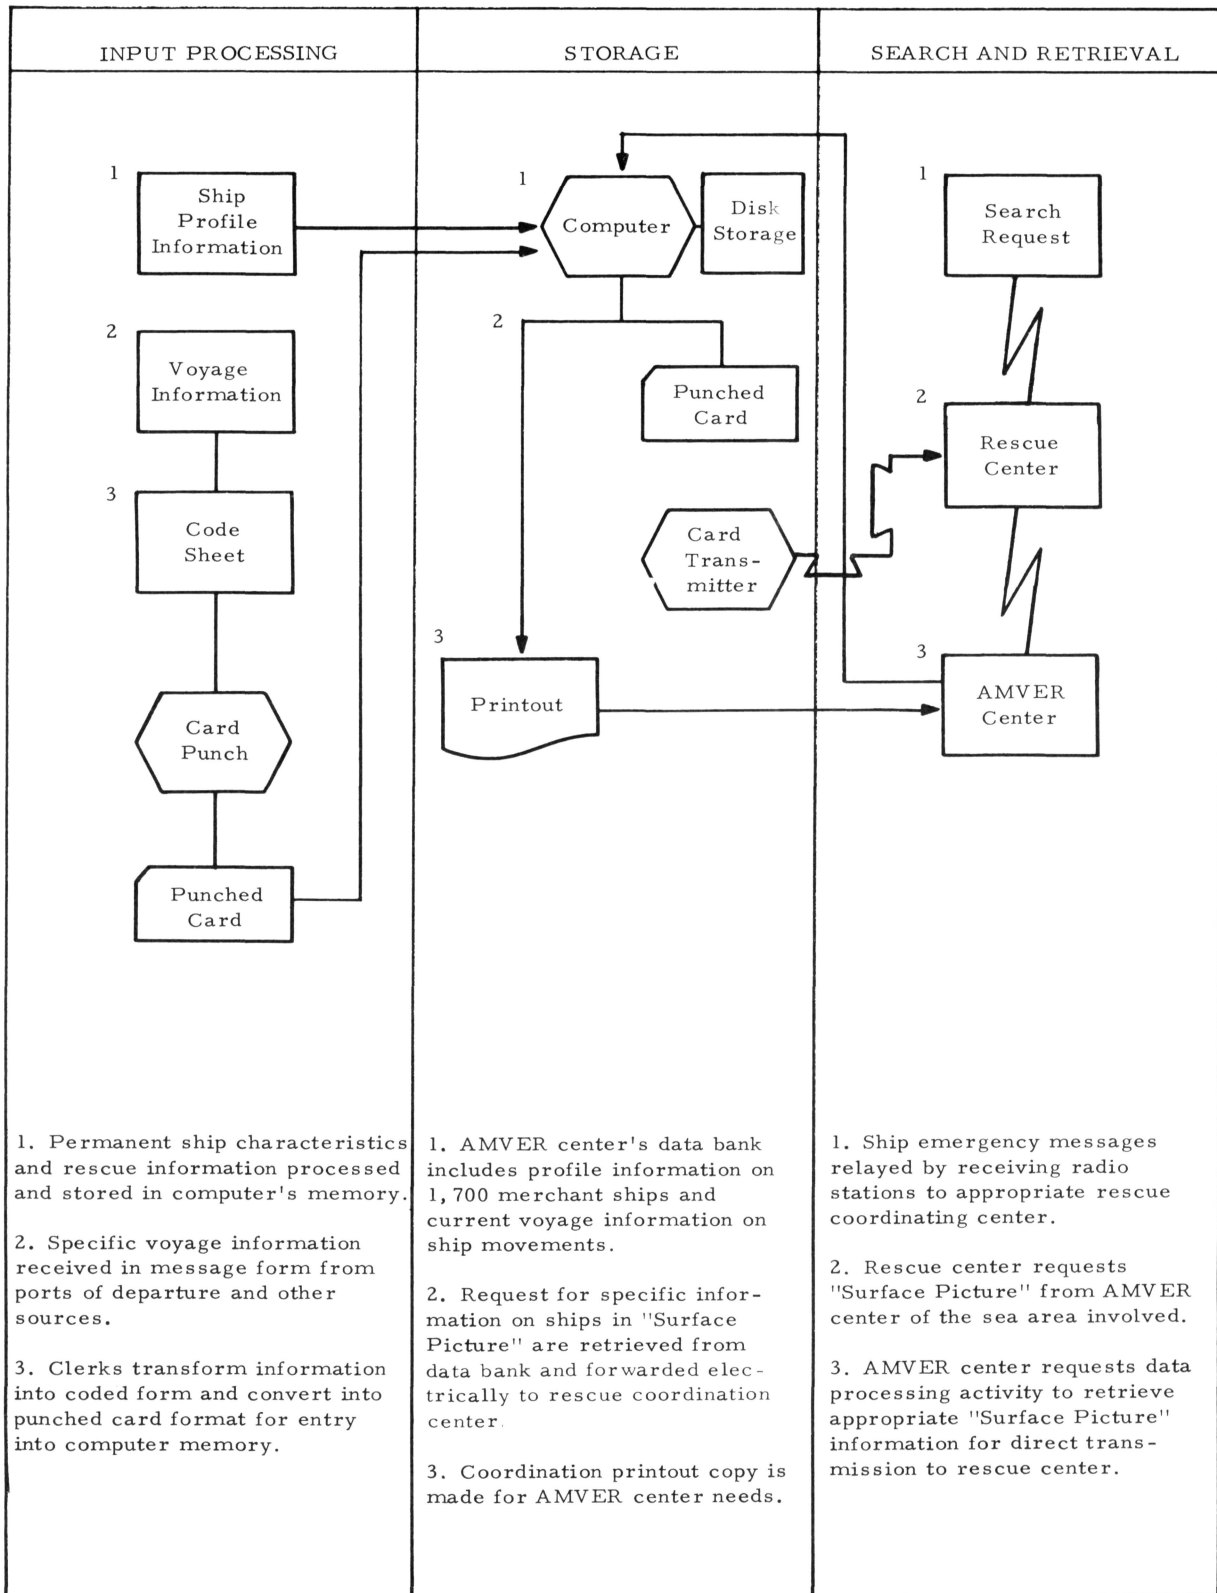 INPUT PROCESSING
STORAGE
SEARCH AND RETRIEVAL
1
Ship
Profile
Information
2
Voyage
Information
3
Code
Sheet
Card
Punch
Punched
Card
1
Computer
Disk
Storage
2
Punched
Card
Card
Trans-
mitter
3
Printout
1
Search
Request
2
Rescue
Center
3
AMVER
Center
1. Permanent ship characteristics
and rescue information processed
and stored in computer's memory.
2. Specific voyage information
received in message form from
ports of departure and other
sources.
3. Clerks transform information
into coded form and convert into
punched card format for entry
into computer memory.
1. AMVER center's data bank
includes profile information on
1,700 merchant ships and
current voyage information on
ship movements.
2. Request for specific infor-
mation on ships in "Surface
Picture" are retrieved from
data bank and forwarded elec-
trically to rescue coordination
center.
3. Coordination printout copy is
made for AMVER center needs.
1. Ship emergency messages
relayed by receiving radio
stations to appropriate rescue
coordinating center.
2. Rescue center requests
"Surface Picture" from AMVER
center of the sea area involved.
3. AMVER center requests data
processing activity to retrieve
appropriate "Surface Picture"
information for direct trans-
mission to rescue center.